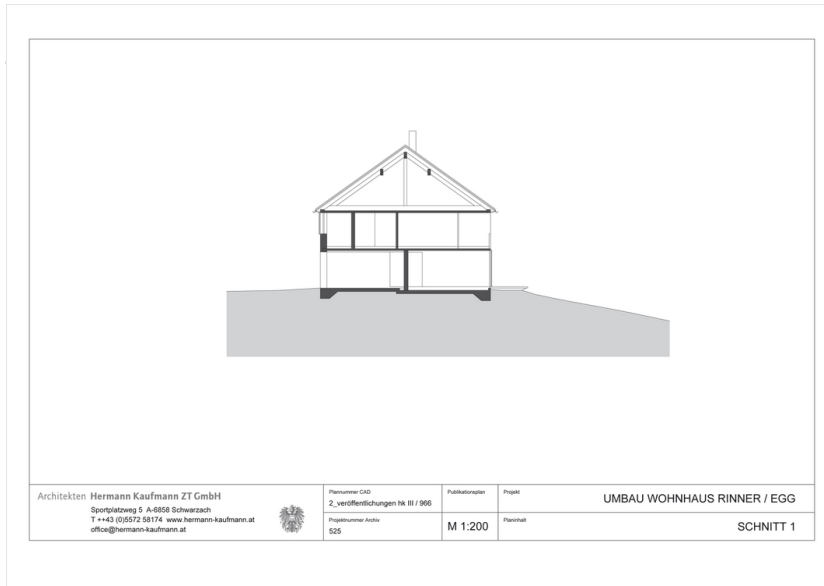 Architekten Hermann Kaufmann ZT GmbH
Sportplatzweg 5 A-6858 Schwarzach
T ++43 (0)5572 58174 www.hermann-kaufmann.at
office@hermann-kaufmann.at
Plannummer CAD
2_veröffentlichungen hk III / 966
Projektnummer Archiv
525
Publikationsplan
M 1:200
Projekt
UMBAU WOHNHAUS RINNER / EGG
Planinhalt
SCHNITT 1